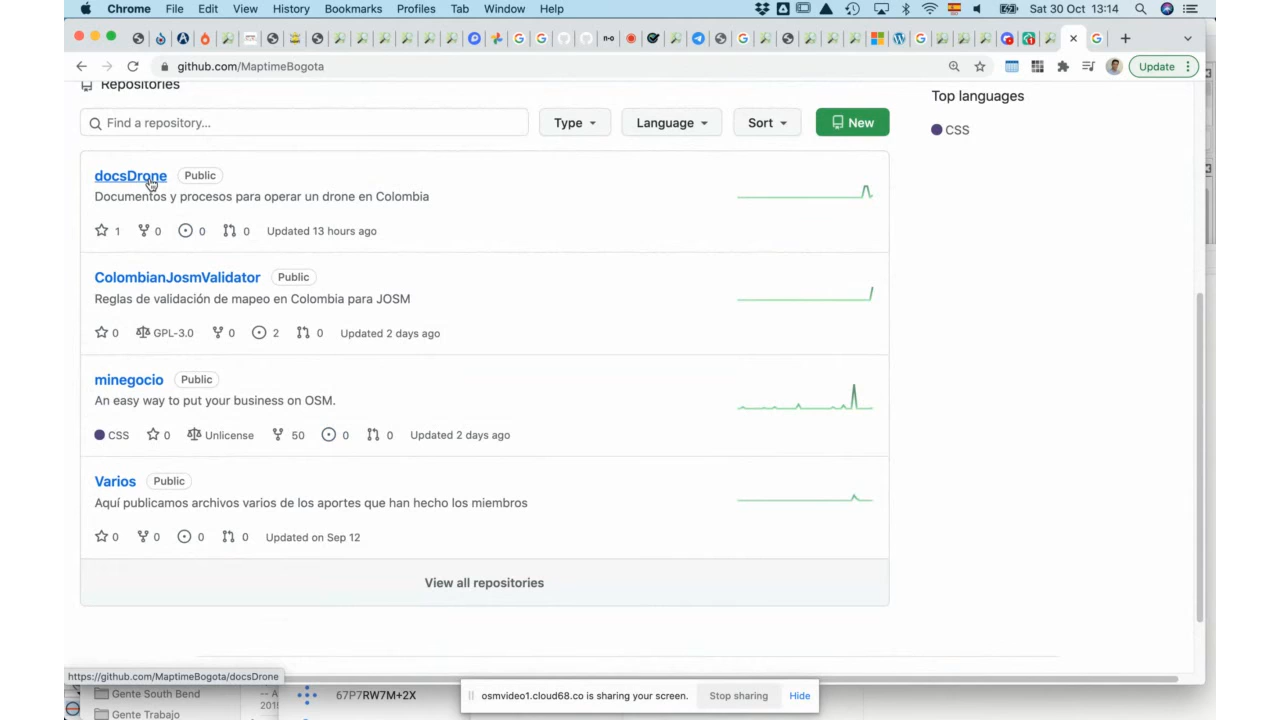 Chrome File Edit View History Bookmarks Profiles Tab Window Help Sat 30 Oct 13:14
github.com/MaptimeBogota Update
Repositories
Top languages
Find a repository... Type Language Sort New
CSS
docsDrone Public
Documentos y procesos para operar un drone en Colombia
1 0 0 0 Updated 13 hours ago
ColombianJosmValidator Public
Reglas de validación de mapeo en Colombia para JOSM
0 GPL-3.0 0 2 0 Updated 2 days ago
minegocio Public
An easy way to put your business on OSM.
CSS 0 Unlicense 50 0 0 Updated 2 days ago
Varios Public
Aquí publicamos archivos varios de los aportes que han hecho los miembros
0 0 0 0 Updated on Sep 12
View all repositories
https://github.com/MaptimeBogota/docsDrone
Gente South Bend 67P7RW7M+2X
osmvideo1.cloud68.co is sharing your screen. Stop sharing Hide
Gente Trabajo